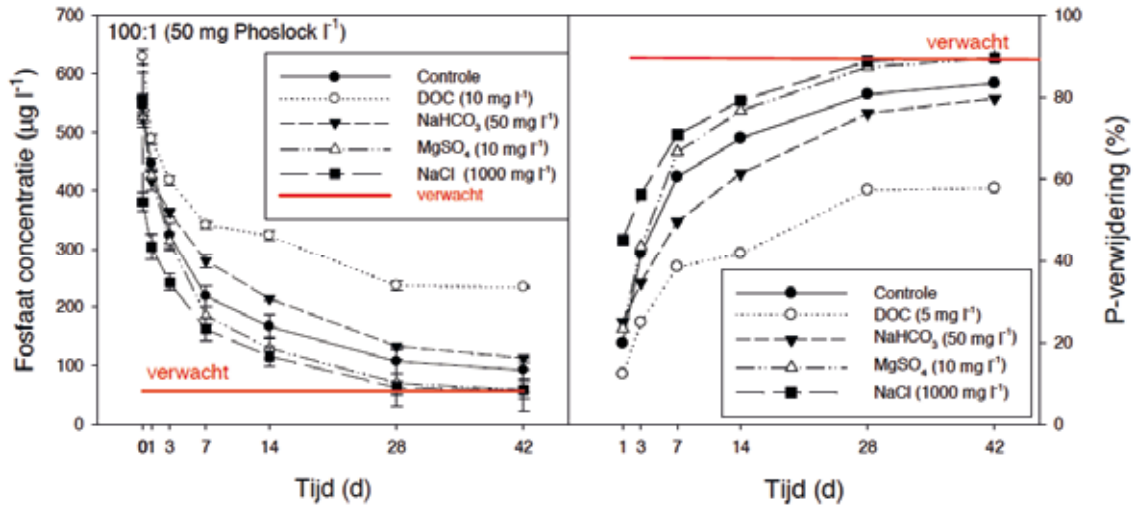 100:1 (50 mg Phoslock l⁻¹)
Controle
DOC (10 mg l⁻¹)
NaHCO₃ (50 mg l⁻¹)
MgSO₄ (10 mg l⁻¹)
NaCl (1000 mg l⁻¹)
verwacht
verwacht
Fosfaat concentratie (µg l⁻¹)
700
600
500
400
300
200
100
0
0 1 3 7 14 28 42
Tijd (d)
verwacht
Controle
DOC (5 mg l⁻¹)
NaHCO₃ (50 mg l⁻¹)
MgSO₄ (10 mg l⁻¹)
NaCl (1000 mg l⁻¹)
100
80
60
40
20
0
P-verwijdering (%)
1 3 7 14 28 42
Tijd (d)